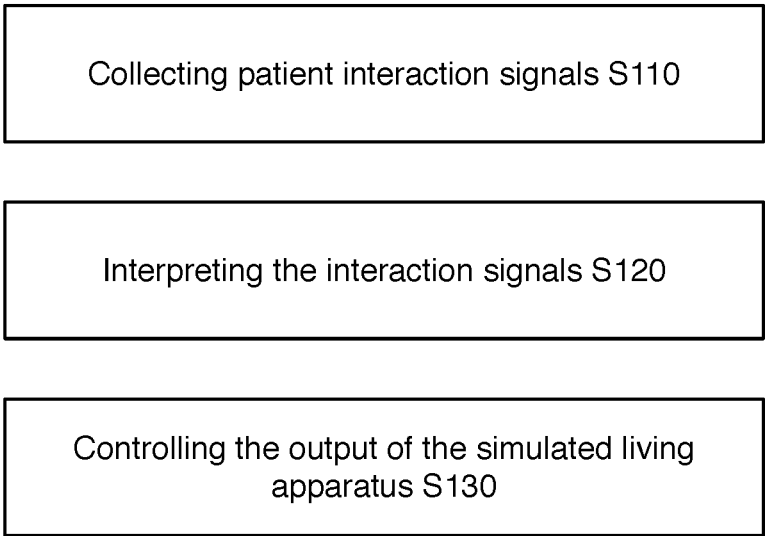 Collecting patient interaction signals S110
Interpreting the interaction signals S120
Controlling the output of the simulated living
apparatus S130